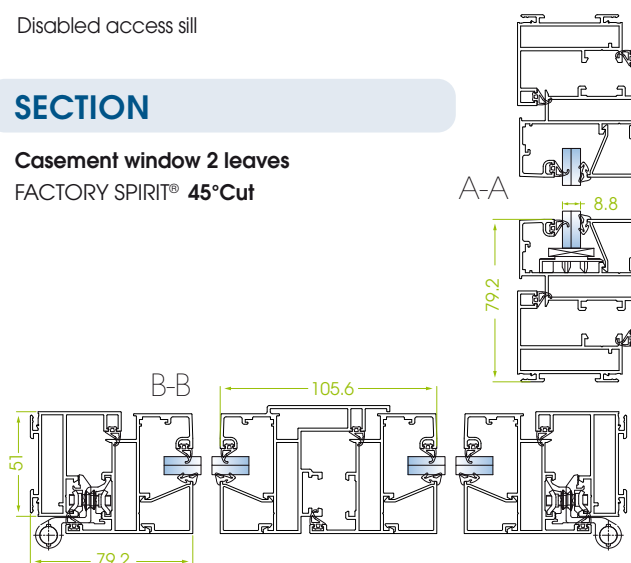 Disabled access sill
SECTION
Casement window 2 leaves
FACTORY SPIRIT® 45°Cut
A-A
8.8
79.2
B-B
105.6
51
79.2